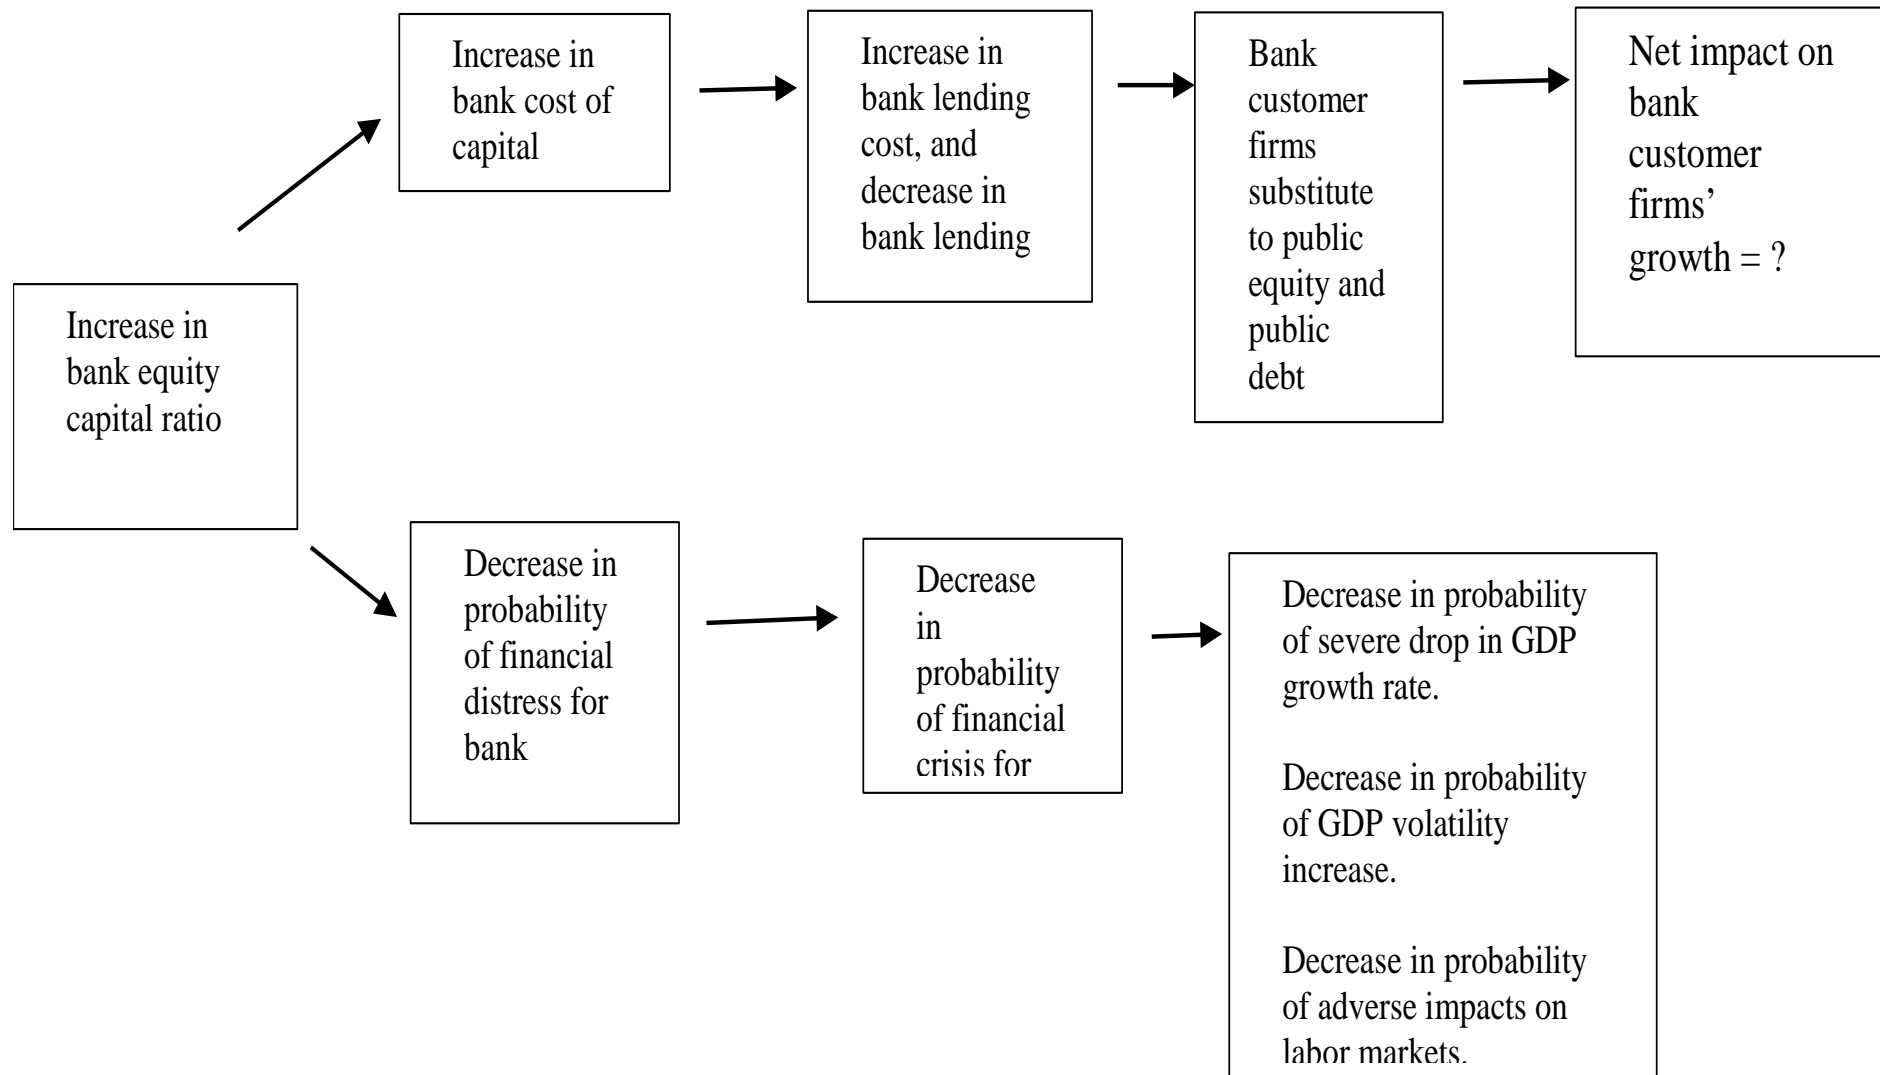 Increase in
bank equity
capital ratio
Increase in
bank cost of
capital
Increase in
bank lending
cost, and
decrease in
bank lending
Bank
customer
firms
substitute
to public
equity and
public
debt
Net impact on
bank
customer
firms’
growth = ?
Decrease in
probability
of financial
distress for
bank
Decrease
in
probability
of financial
crisis for
Decrease in probability
of severe drop in GDP
growth rate.
Decrease in probability
of GDP volatility
increase.
Decrease in probability
of adverse impacts on
labor markets.